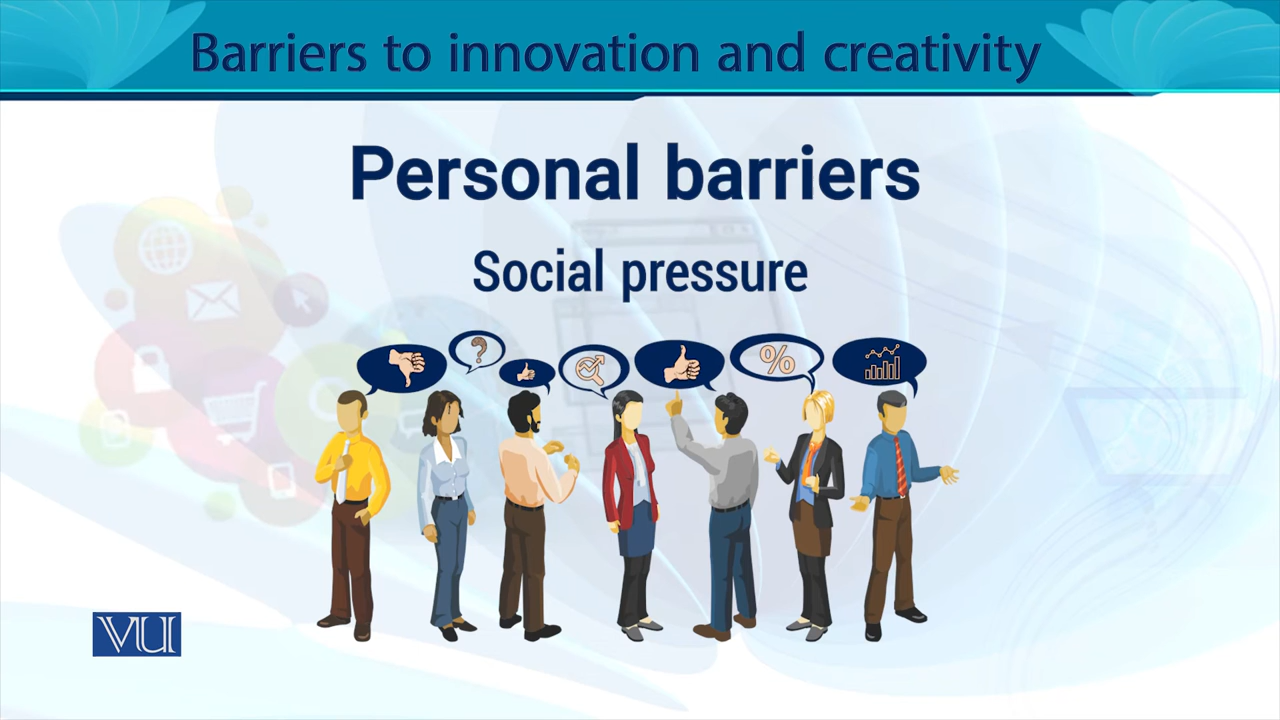 Barriers to innovation and creativity
Personal barriers
Social pressure
?
%
VU